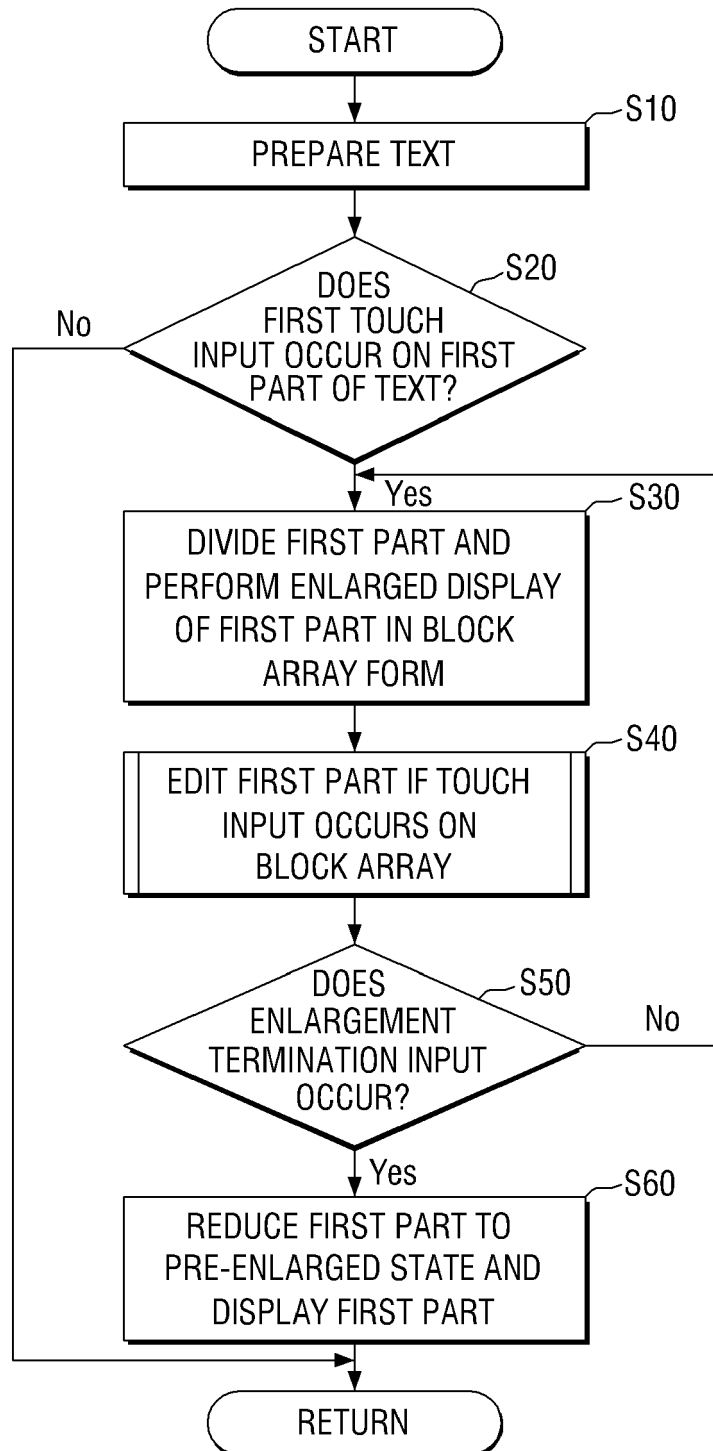 START
S10
PREPARE TEXT
S20
DOES
FIRST TOUCH
INPUT OCCUR ON FIRST
PART OF TEXT?
No
Yes
S30
DIVIDE FIRST PART AND
PERFORM ENLARGED DISPLAY
OF FIRST PART IN BLOCK
ARRAY FORM
S40
EDIT FIRST PART IF TOUCH
INPUT OCCURS ON
BLOCK ARRAY
S50
DOES
ENLARGEMENT
TERMINATION INPUT
OCCUR?
No
Yes
S60
REDUCE FIRST PART TO
PRE-ENLARGED STATE AND
DISPLAY FIRST PART
RETURN